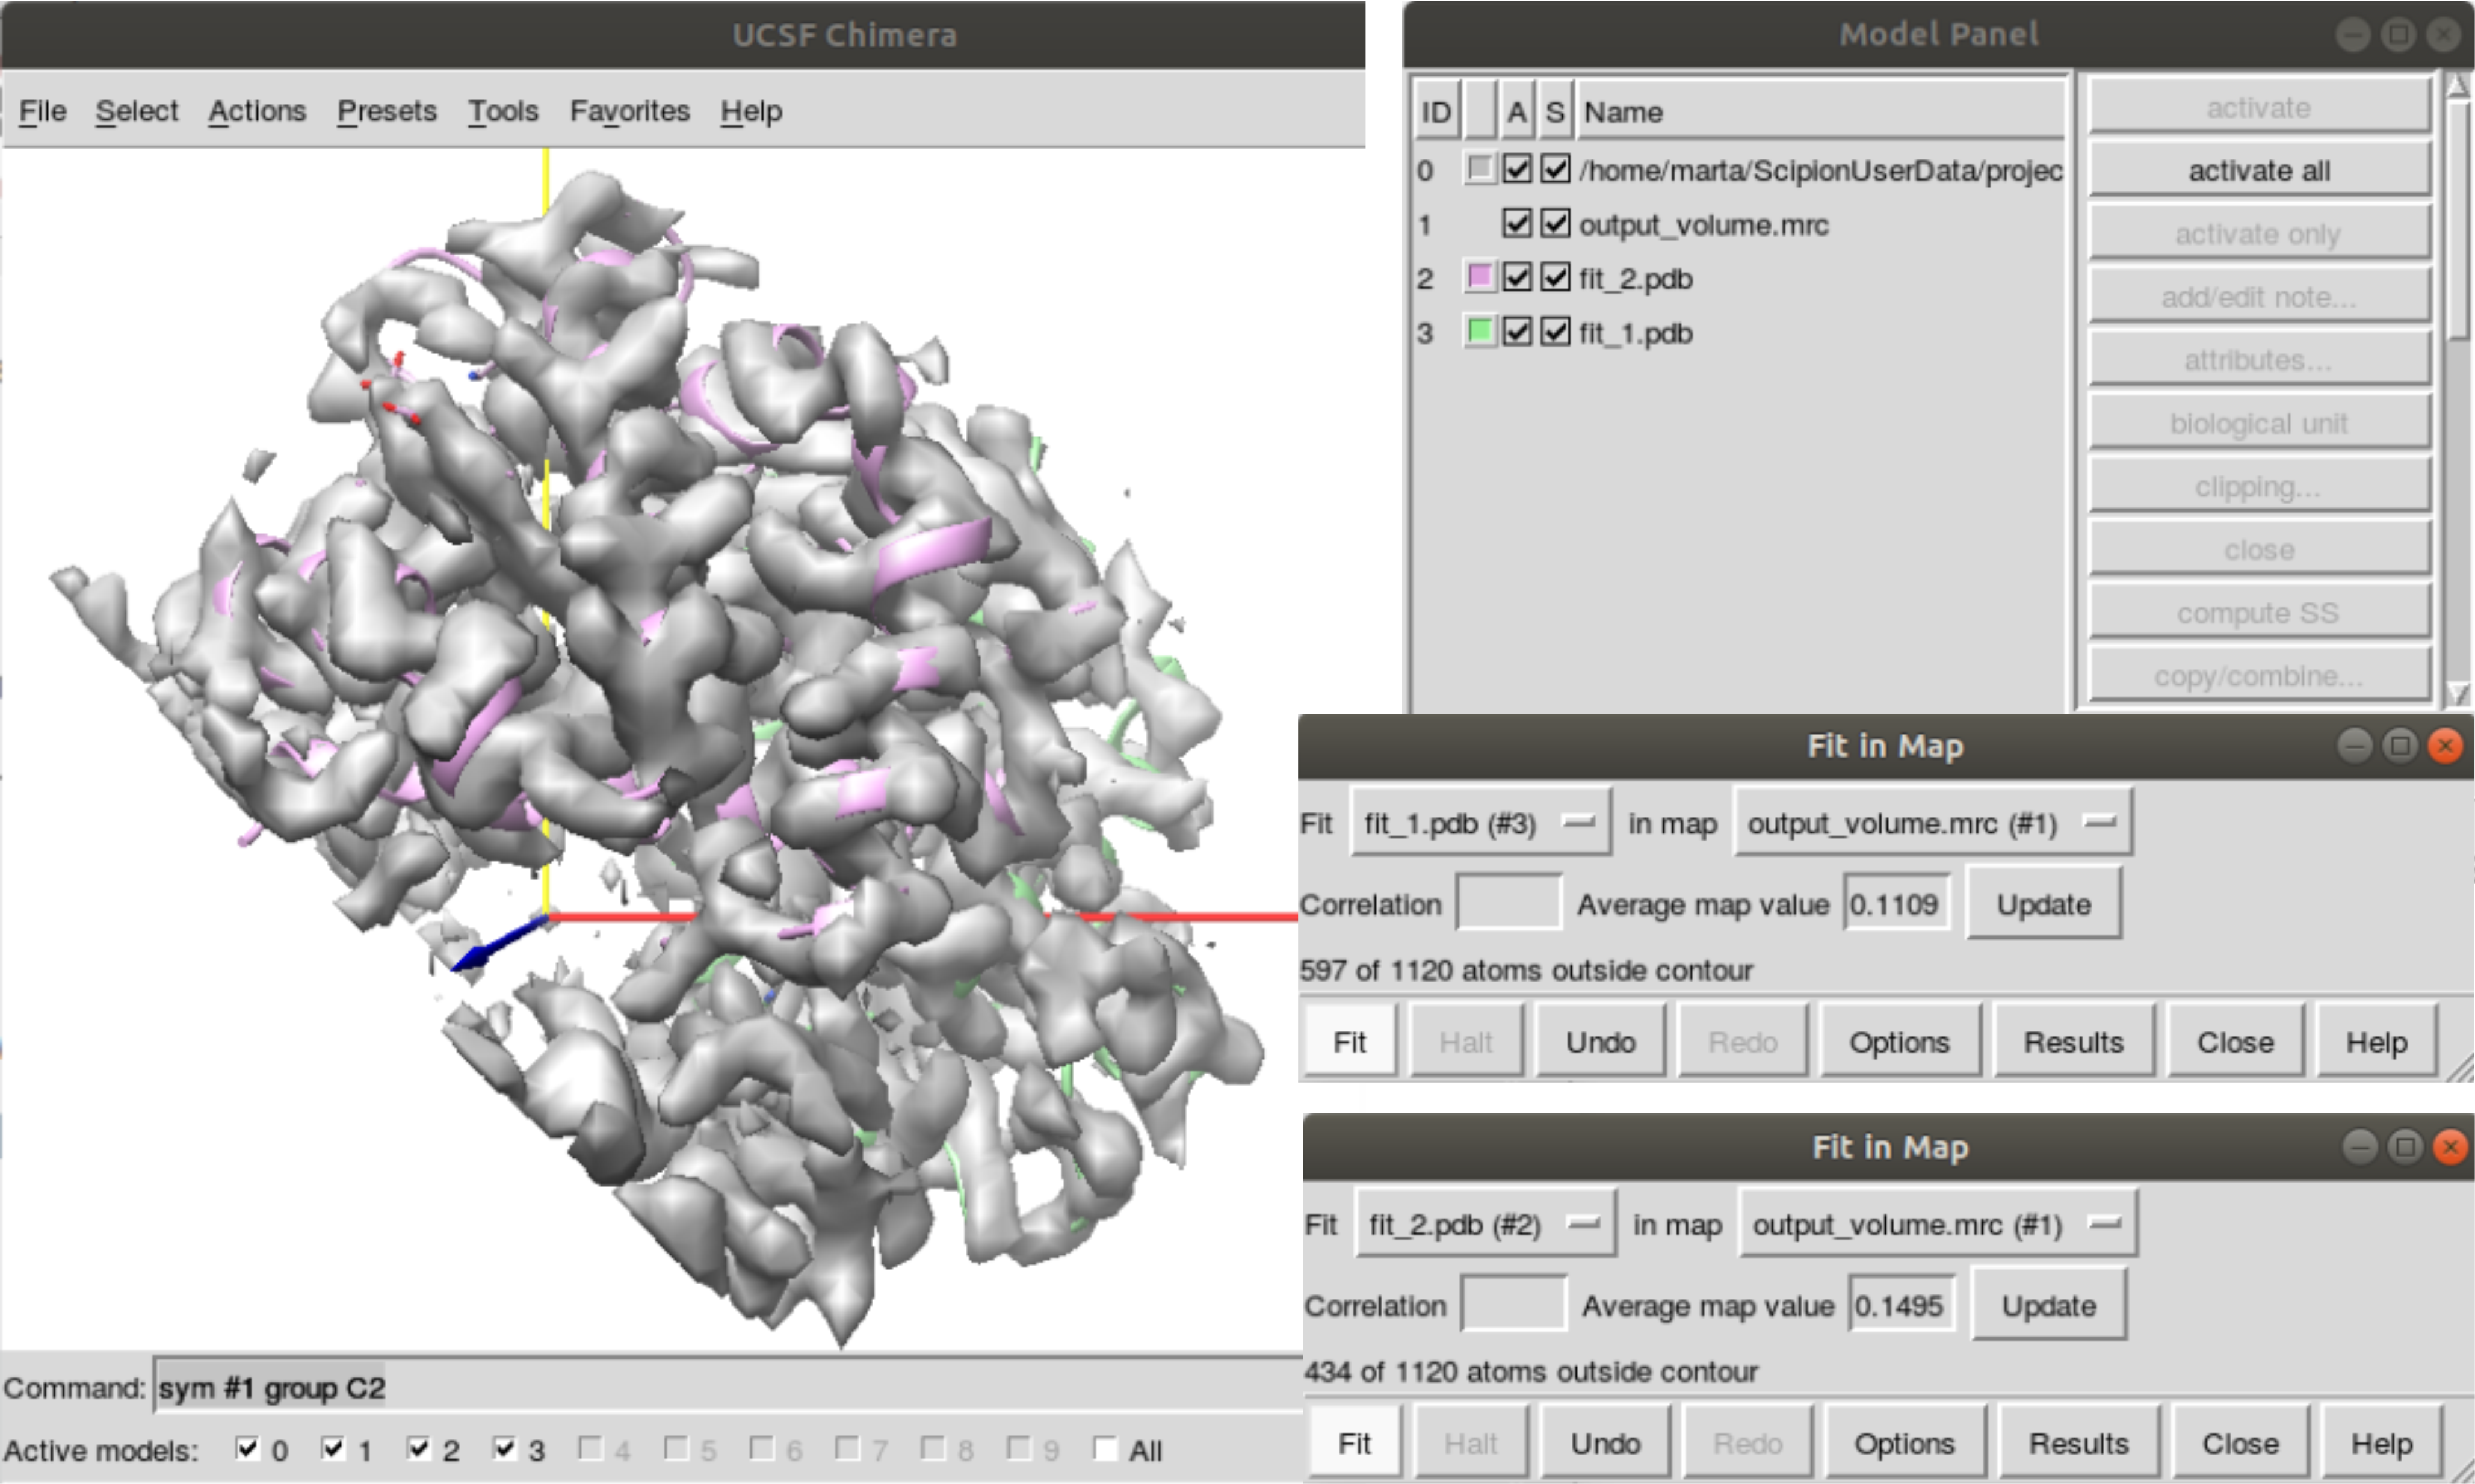 UCSF Chimera
File Select Actions Presets Tools Favorites Help
Command: sym #1 group C2
Active models: 0 1 2 3 4 5 6 7 8 9 All
Model Panel
ID A S Name
0 /home/marta/ScipionUserData/projec
1 output_volume.mrc
2 fit_2.pdb
3 fit_1.pdb
activate
activate all
activate only
add/edit note...
attributes...
biological unit
clipping...
close
compute SS
copy/combine...
Fit in Map
Fit fit_1.pdb (#3) in map output_volume.mrc (#1)
Correlation Average map value 0.1109 Update
597 of 1120 atoms outside contour
Fit Halt Undo Redo Options Results Close Help
Fit in Map
Fit fit_2.pdb (#2) in map output_volume.mrc (#1)
Correlation Average map value 0.1495 Update
434 of 1120 atoms outside contour
Fit Halt Undo Redo Options Results Close Help